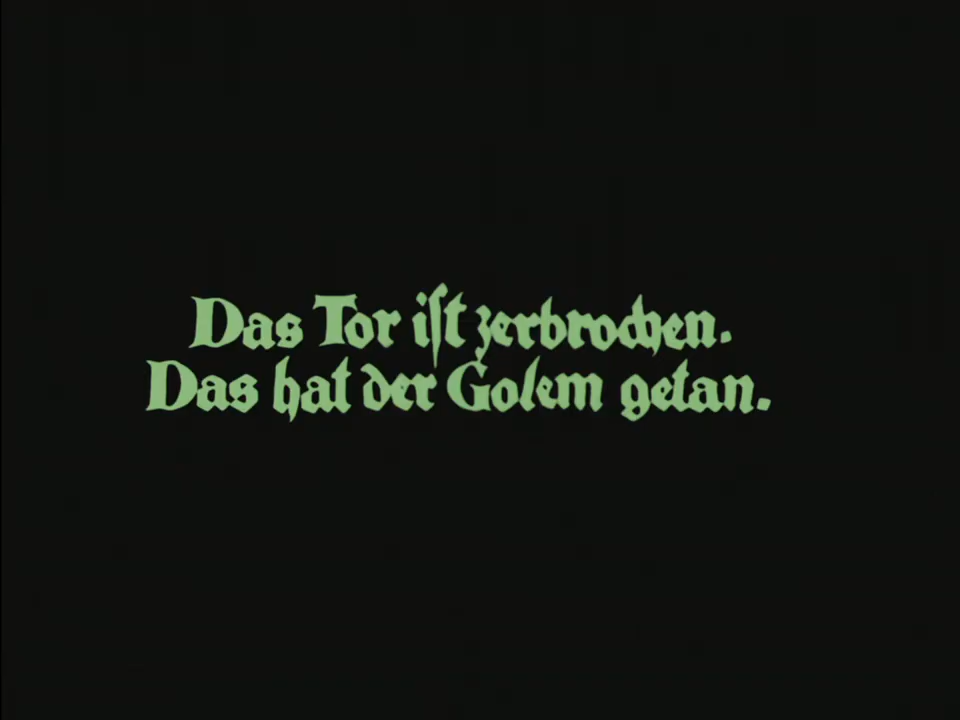 Das Tor iſt zerbrochen.
Das hat der Golem getan.